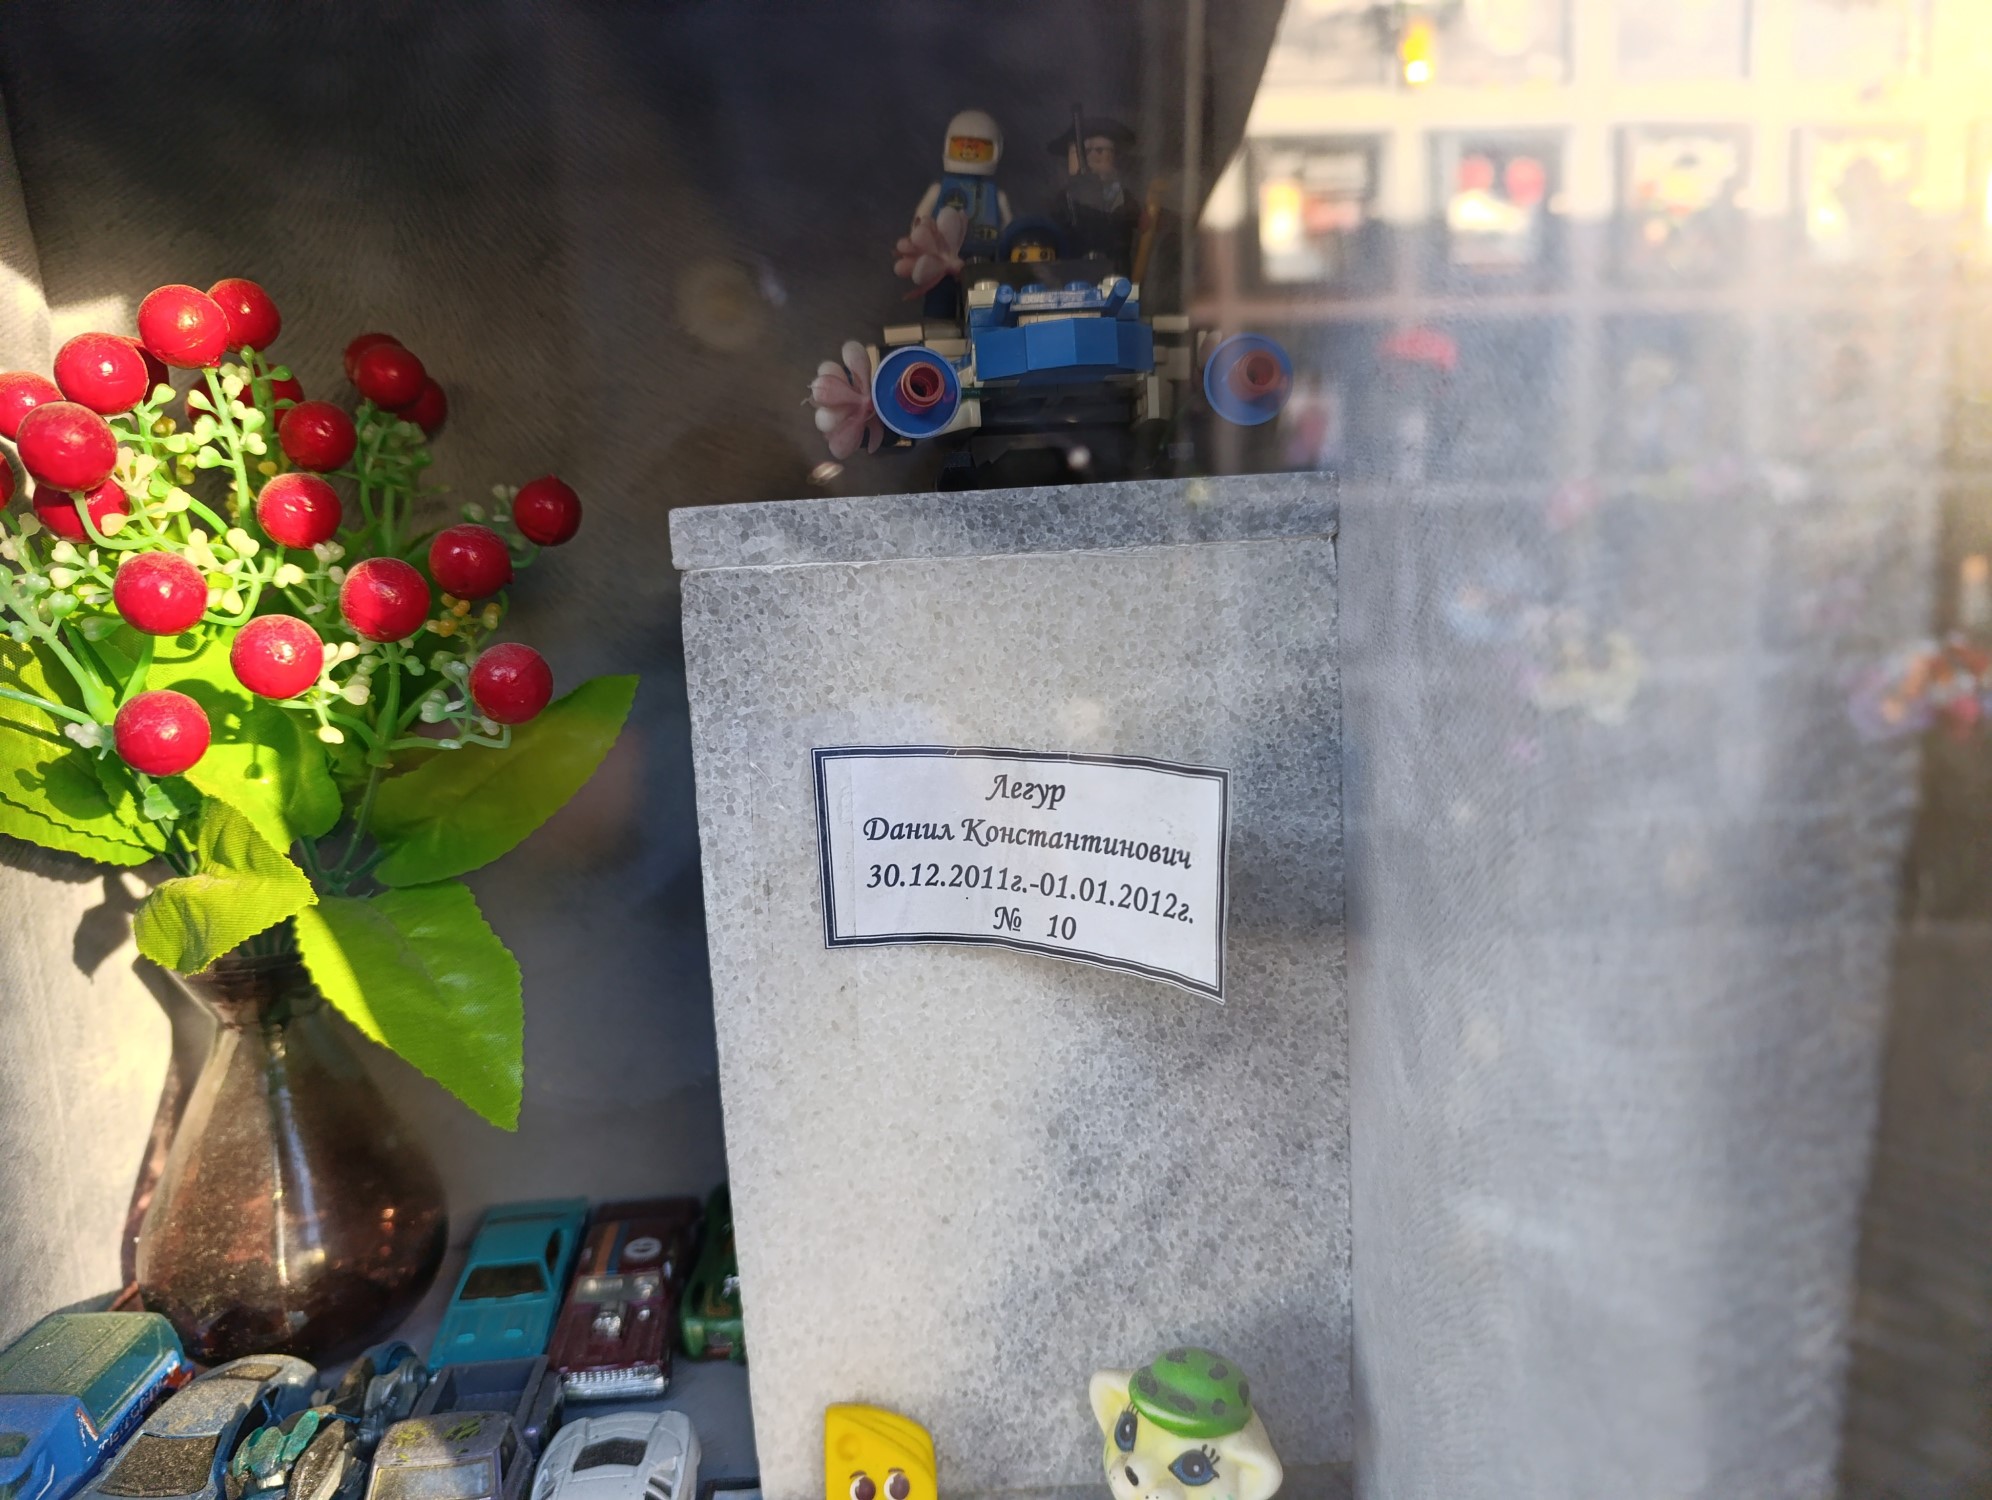 Легур
Данил Константинович
30.12.2011г.-01.01.2012г.
№ 10